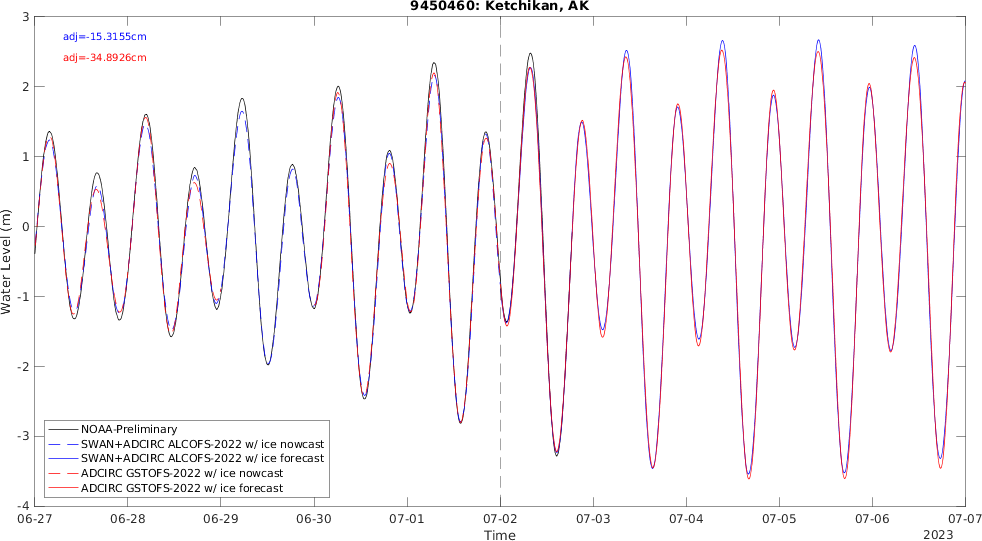 9450460: Ketchikan, AK
adj=-15.3155cm
adj=-34.8926cm
3
2
1
0
-1
-2
-3
-4
Water Level (m)
NOAA-Preliminary
SWAN+ADCIRC ALCOFS-2022 w/ ice nowcast
SWAN+ADCIRC ALCOFS-2022 w/ ice forecast
ADCIRC GSTOFS-2022 w/ ice nowcast
ADCIRC GSTOFS-2022 w/ ice forecast
06-27 06-28 06-29 06-30 07-01 07-02 07-03 07-04 07-05 07-06 07-07
Time
2023